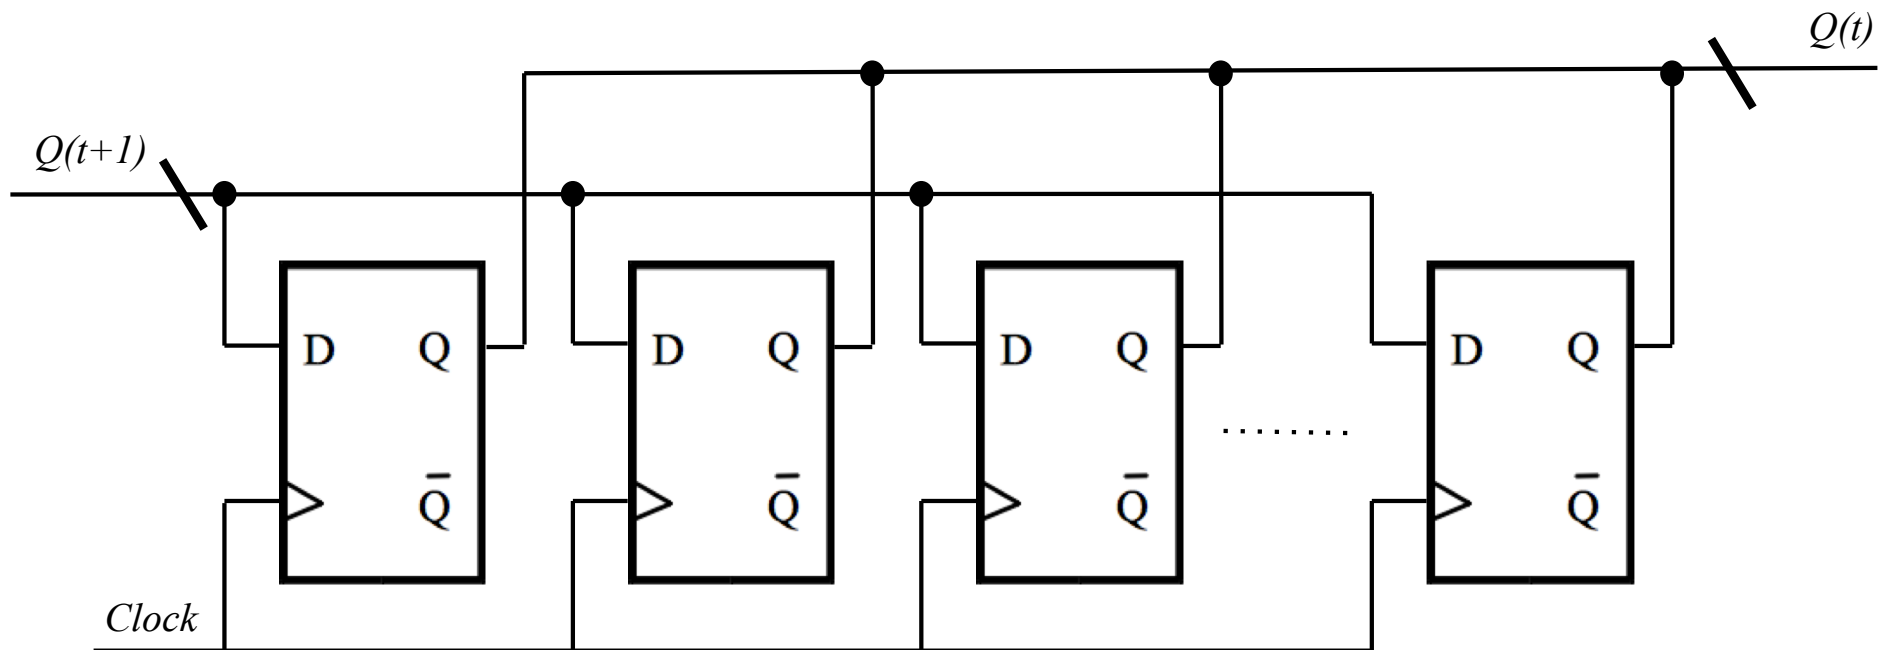 Q(t)
Q(t+1)
D Q D Q D Q D Q
Q̅ Q̅ Q̅ Q̅
Clock